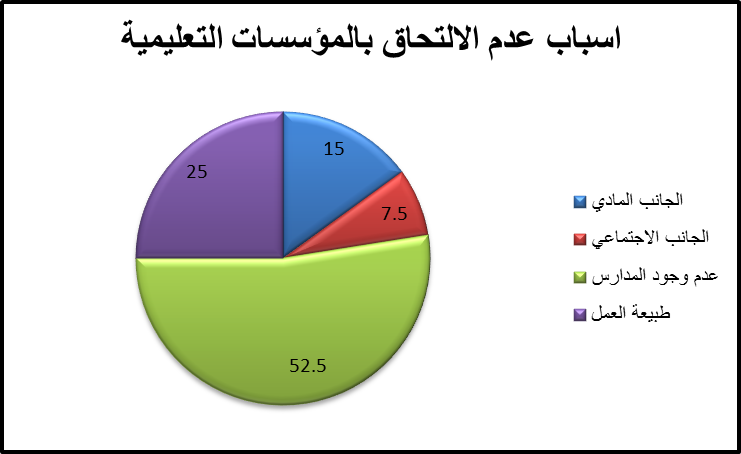 اسباب عدم الالتحاق بالمؤسسات التعليمية
15
7.5
52.5
25
الجانب المادي
الجانب الاجتماعي
عدم وجود المدارس
طبيعة العمل